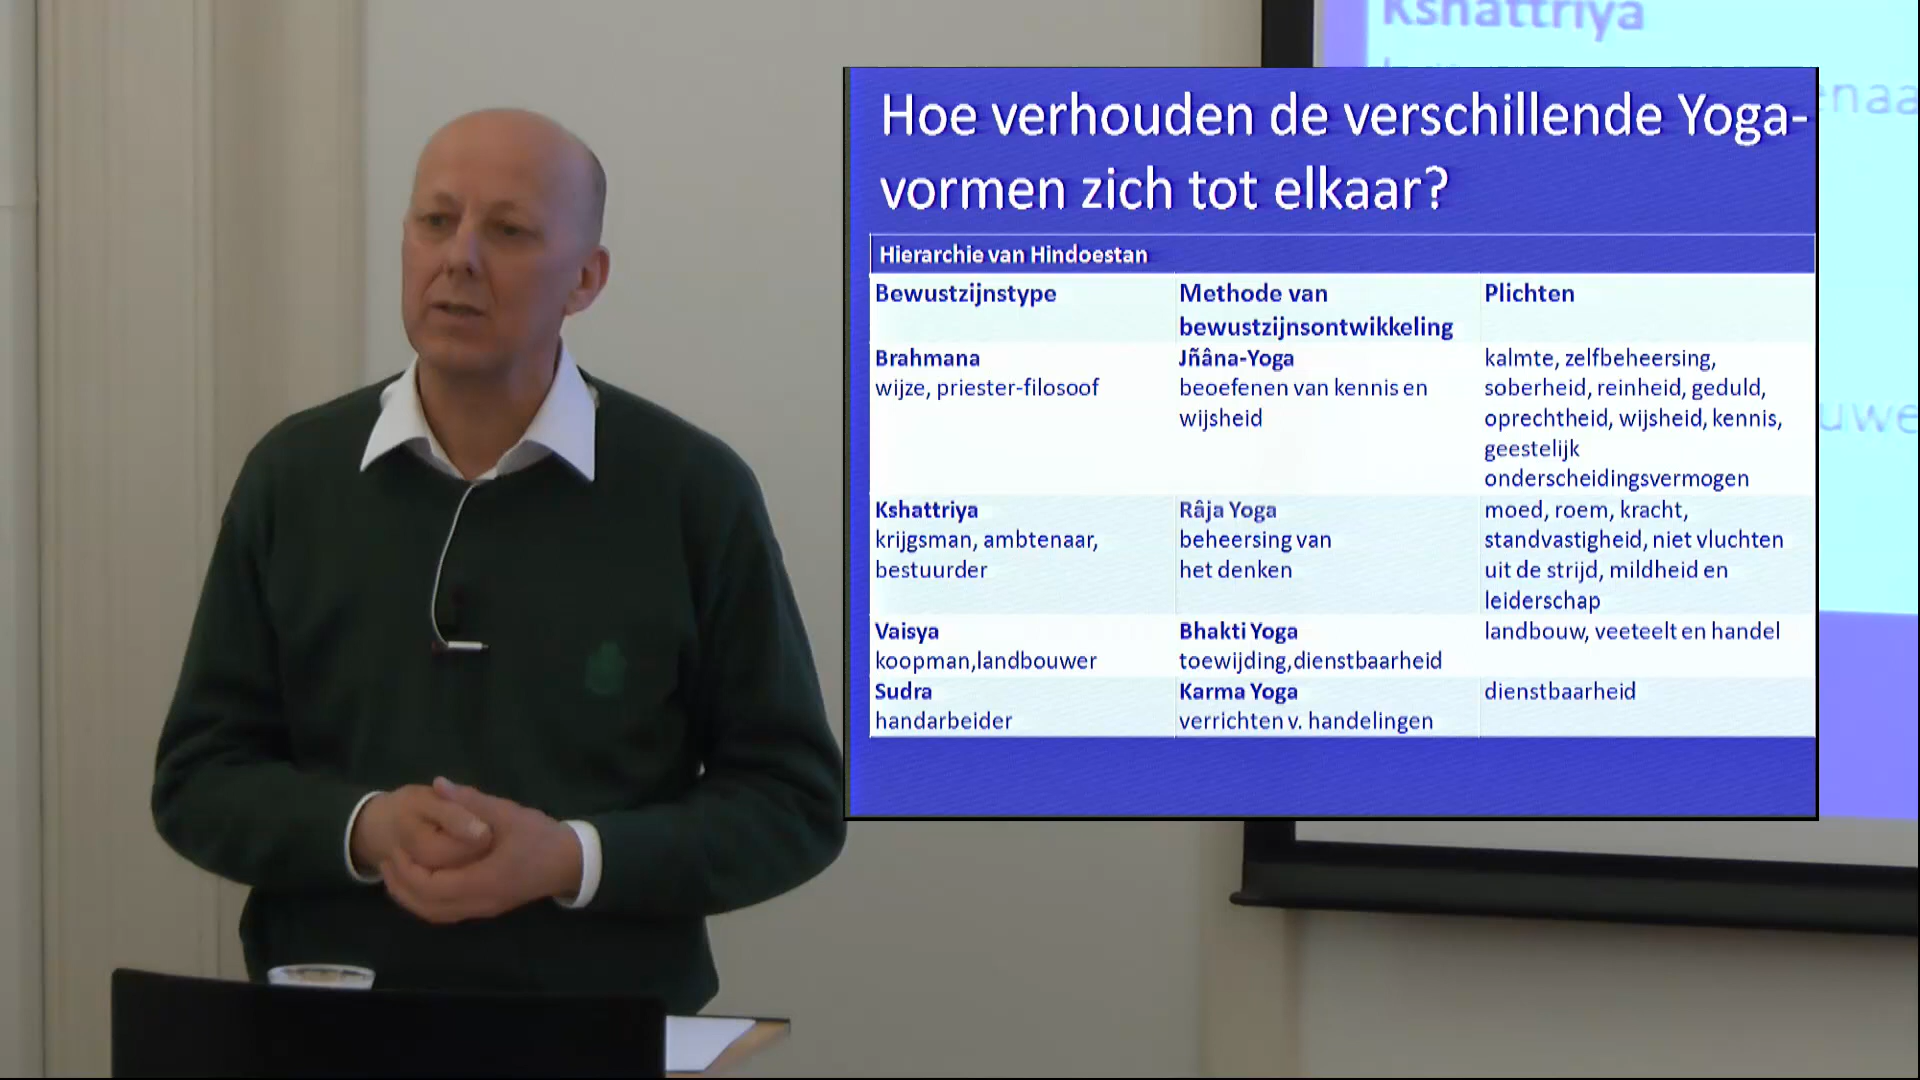 Kshattriya
Hoe verhouden de verschillende Yoga-
vormen zich tot elkaar?
Hierarchie van Hindoestan
Bewustzijnstype
Methode van
bewustzijnsontwikkeling
Plichten
Brahmana
wijze, priester-filosoof
Jñâna-Yoga
beoefenen van kennis en
wijsheid
kalmte, zelfbeheersing,
soberheid, reinheid, geduld,
oprechtheid, wijsheid, kennis,
geestelijk
onderscheidingsvermogen
Kshattriya
krijgsman, ambtenaar,
bestuurder
Râja Yoga
beheersing van
het denken
moed, roem, kracht,
standvastigheid, niet vluchten
uit de strijd, mildheid en
leiderschap
Vaisya
koopman,landbouwer
Bhakti Yoga
toewijding,dienstbaarheid
landbouw, veeteelt en handel
Sudra
handarbeider
Karma Yoga
verrichten v. handelingen
dienstbaarheid